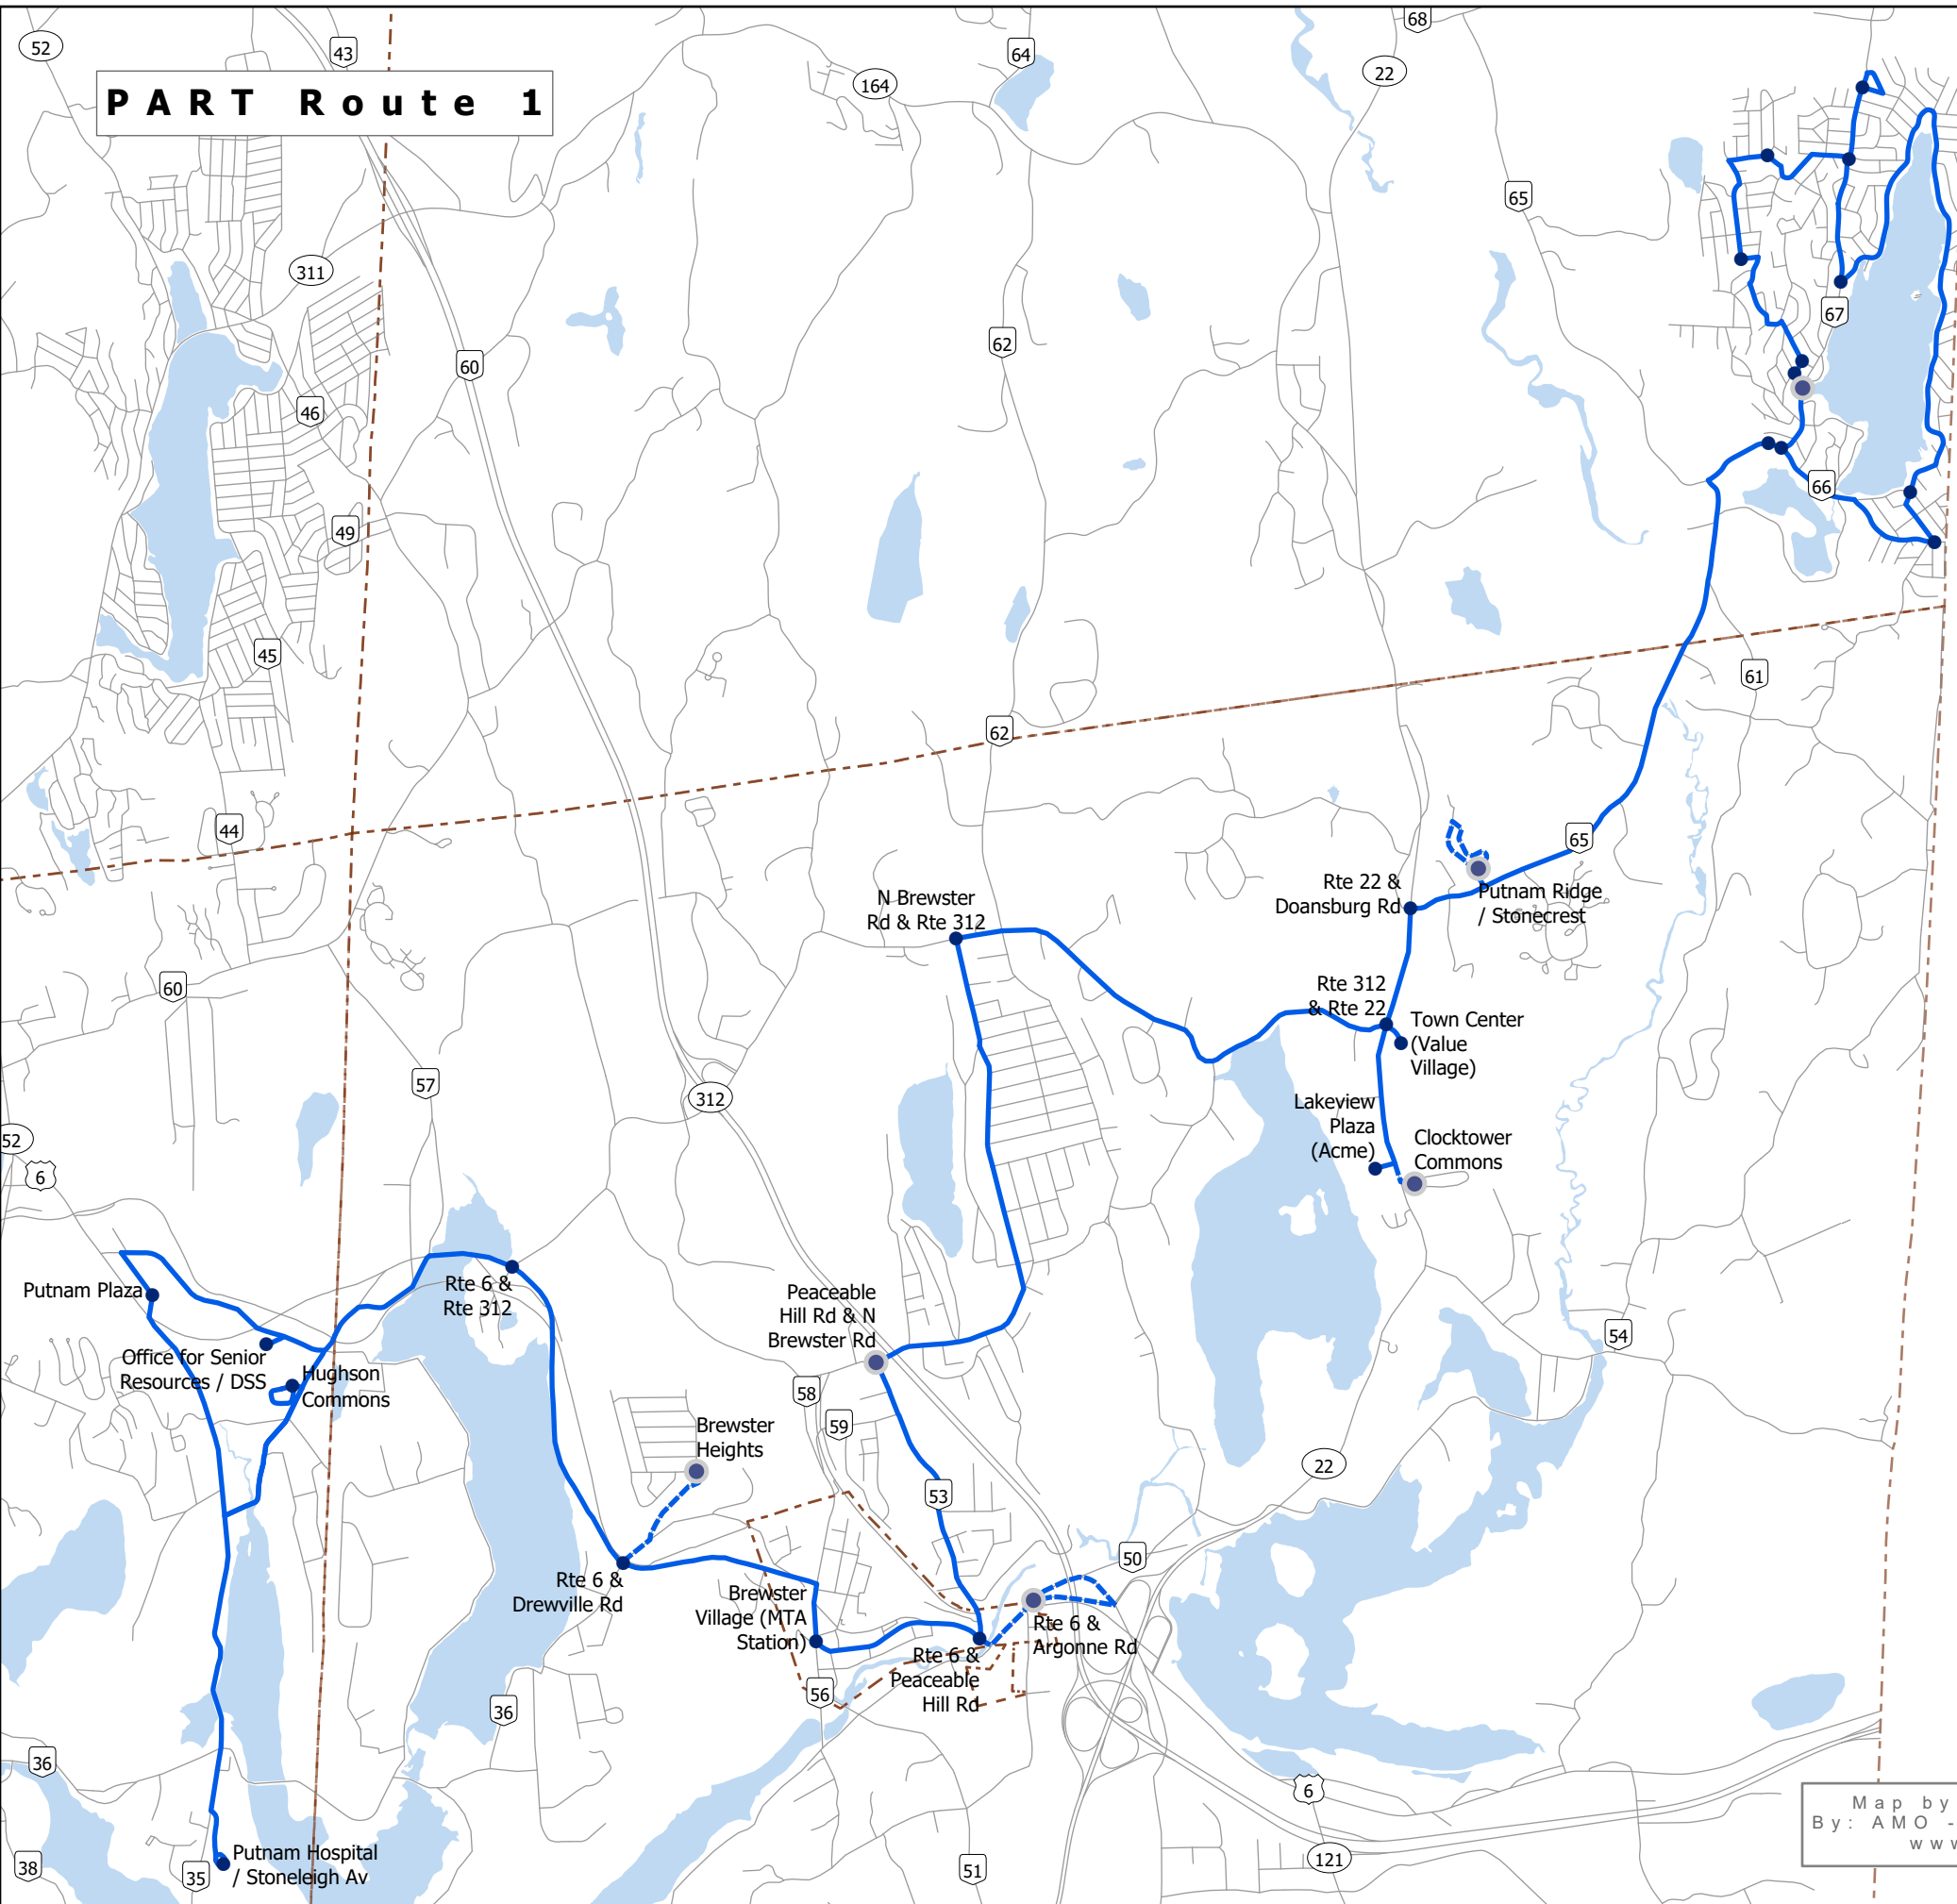 68
52
43
64
22
164
PART Route 1
65
311
67
62
60
46
66
49
45
61
62
44
65
N Brewster
Rd & Rte 312
Rte 22 &
Doansburg Rd
Putnam Ridge
/ Stonecrest
60
Rte 312
& Rte 22
Town Center
(Value
Village)
57
312
Lakeview
Plaza
(Acme)
Clocktower
Commons
52
6
Putnam Plaza
Rte 6 &
Rte 312
Peaceable
Hill Rd & N
Brewster Rd
54
Office for Senior
Resources / DSS
Hughson
Commons
58
59
Brewster
Heights
22
53
50
Rte 6 &
Drewville Rd
Brewster
Village (MTA
Station)
Rte 6 &
Argonne Rd
Rte 6 &
Peaceable
Hill Rd
56
36
36
6
Map by
By: AMO -
ww
Putnam Hospital
/ Stoneleigh Av
38
35
51
121